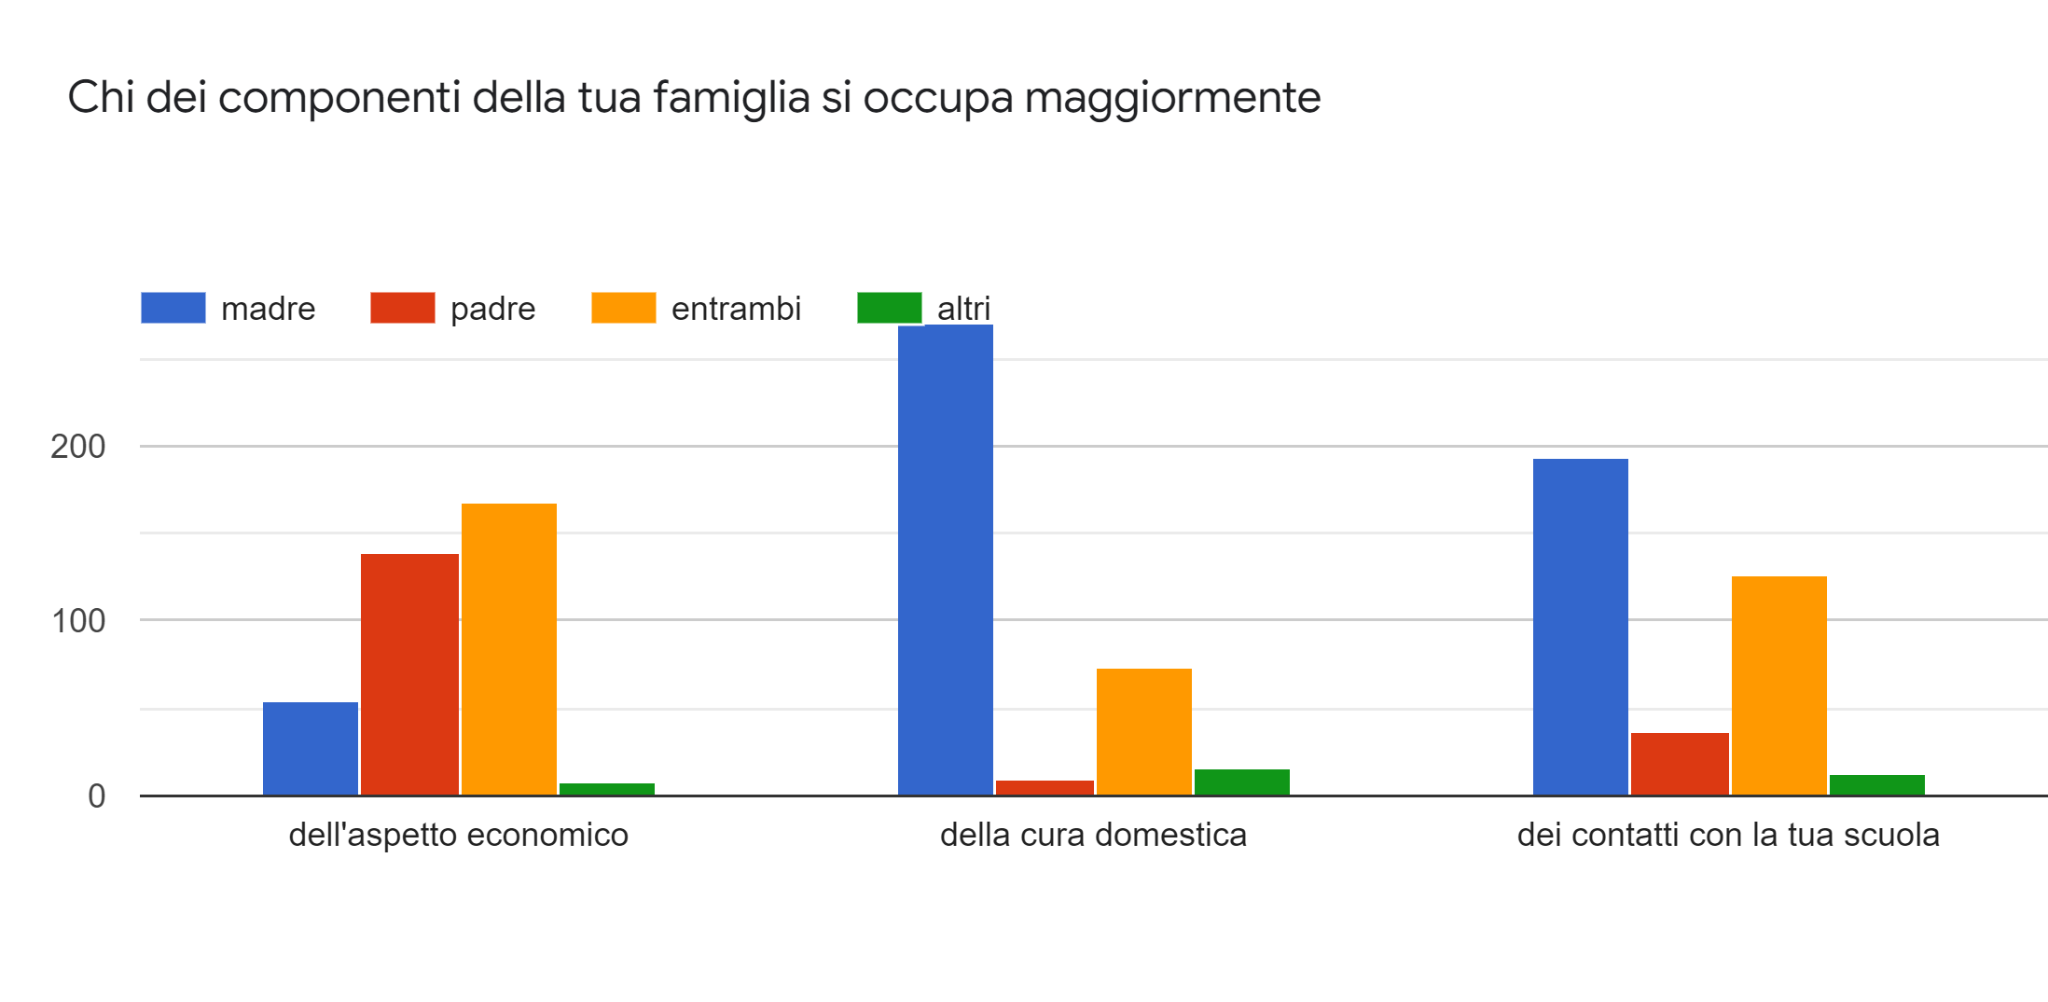 Chi dei componenti della tua famiglia si occupa maggiormente
madre padre entrambi altri
200
100
0
dell'aspetto economico della cura domestica dei contatti con la tua scuola